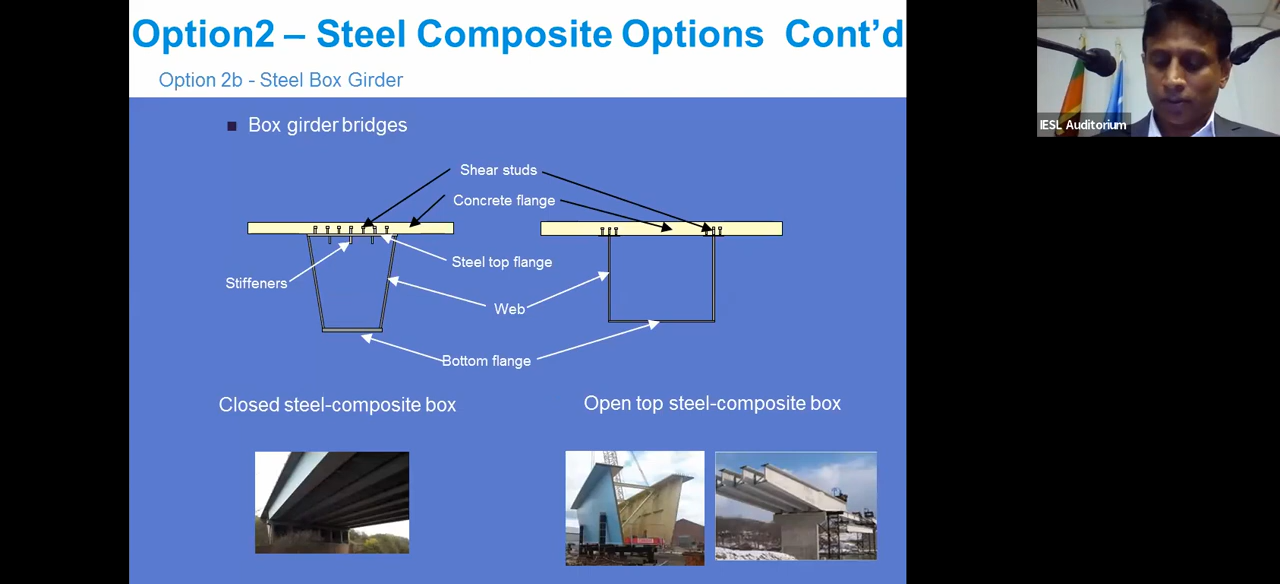 Option2 – Steel Composite Options Cont’d
Option 2b - Steel Box Girder
Box girder bridges
Shear studs
Concrete flange
Steel top flange
Stiffeners
Web
Bottom flange
Closed steel-composite box
Open top steel-composite box
IESL Auditorium